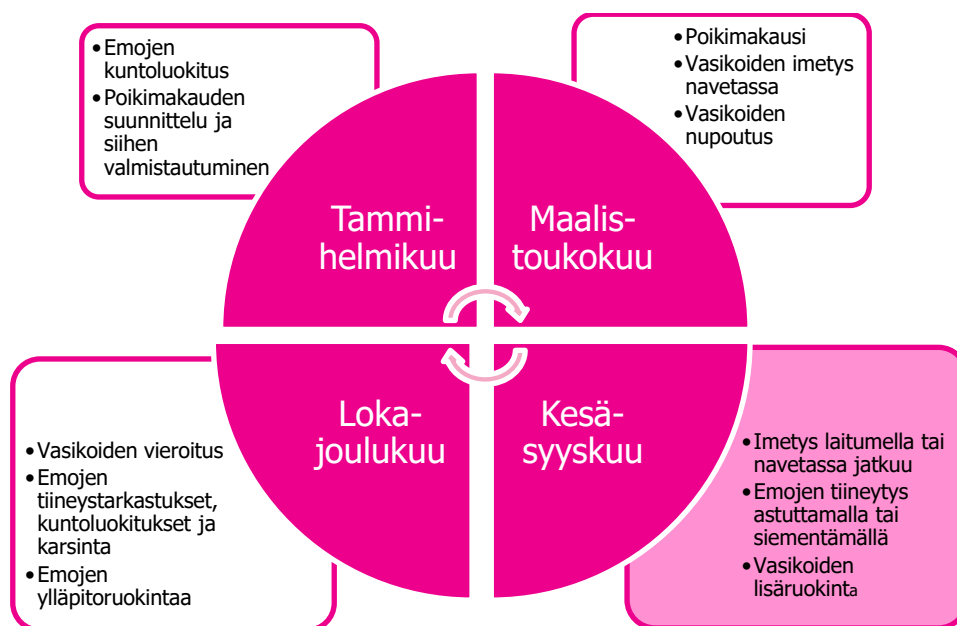 •Emojen
kuntoluokitus
•Poikimakauden
suunnittelu ja
siihen
valmistautuminen
•Poikimakausi
•Vasikoiden imetys
navetassa
•Vasikoiden
nupoutus
Tammi-
helmikuu
Maalis-
toukokuu
Loka-
joulukuu
Kesä-
syyskuu
•Vasikoiden vieroitus
•Emojen
tiineystarkastukset,
kuntoluokitukset ja
karsinta
•Emojen
ylläpitoruokintaa
•Imetys laitumella tai
navetassa jatkuu
•Emojen tiineytys
astuttamalla tai
siementämällä
•Vasikoiden
lisäruokinta